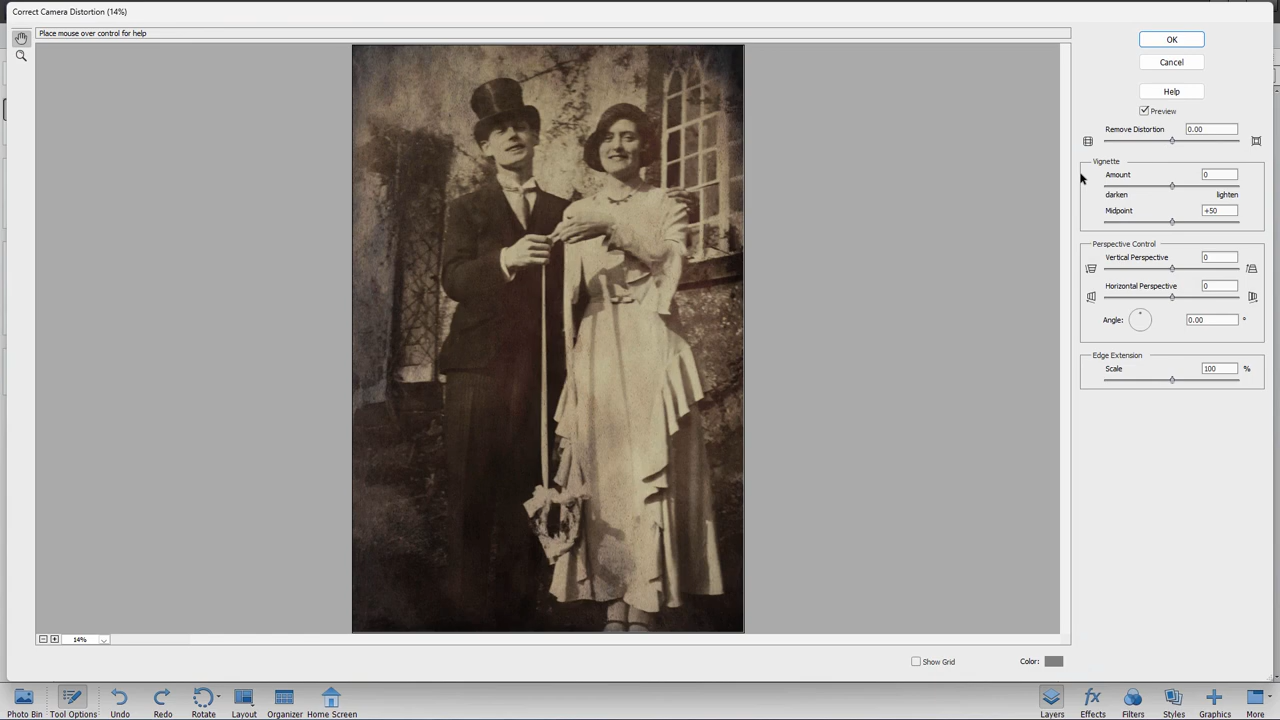 Correct Camera Distortion (14%)
Place mouse over control for help
OK
Cancel
Help
Preview
Remove Distortion 0.00
Vignette
Amount 0
darken lighten
Midpoint +50
Perspective Control
Vertical Perspective 0
Horizontal Perspective 0
Angle: 0.00 °
Edge Extension
Scale 100 %
14%
Show Grid Color:
Photo Bin Tool Options Undo Redo Rotate Layout Organizer Home Screen Layers Effects Filters Styles Graphics More